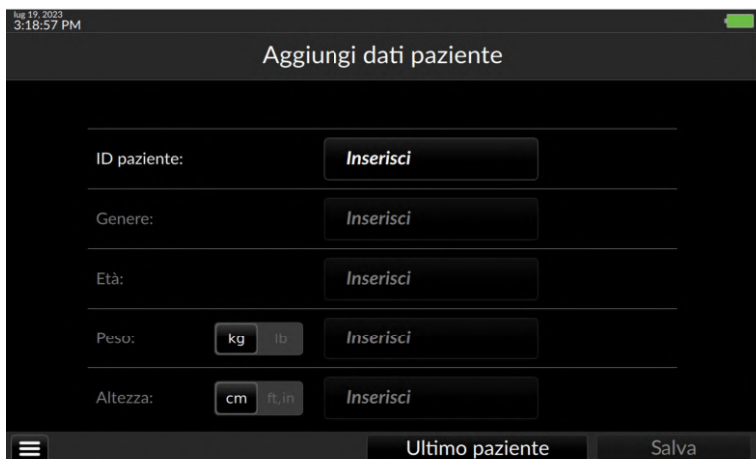 lug 19, 2023
3:18:57 PM
Aggiungi dati paziente
ID paziente: Inserisci
Genere: Inserisci
Età: Inserisci
Peso: kg lb Inserisci
Altezza: cm ft,in Inserisci
Ultimo paziente Salva